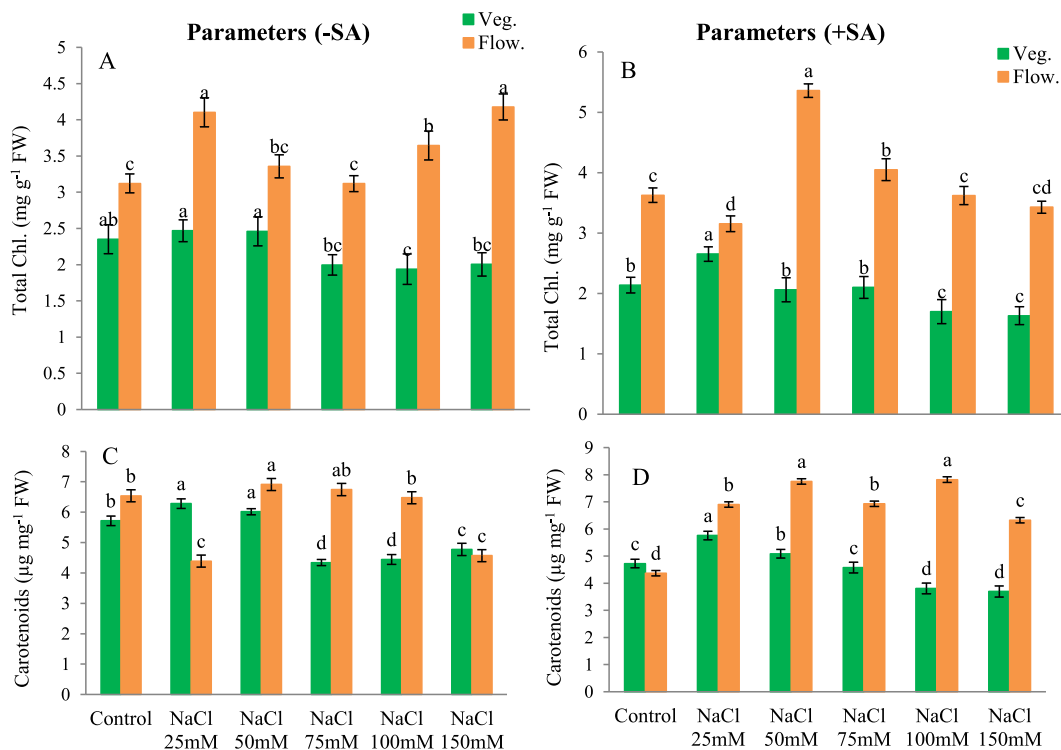 Parameters (-SA)
Veg.
Flow.
A
Total Chl. (mg g-1 FW)
5
4.5
4
3.5
3
2.5
2
1.5
1
0.5
0
ab
c
a
a
a
bc
bc
c
c
b
bc
a
Parameters (+SA)
Veg.
Flow.
B
Total Chl. (mg g-1 FW)
6
5
4
3
2
1
0
b
c
a
d
b
a
b
b
c
c
c
cd
C
Carotenoids (µg mg-1 FW)
8
7
6
5
4
3
2
1
0
b
b
a
c
a
a
d
ab
d
b
c
c
Control
NaCl 
25mM
NaCl 
50mM
NaCl 
75mM
NaCl 
100mM
NaCl 
150mM
D
Carotenoids (µg mg-1 FW)
9
8
7
6
5
4
3
2
1
0
c
d
a
b
b
a
c
b
d
a
d
c
Control
NaCl 
25mM
NaCl 
50mM
NaCl 
75mM
NaCl 
100mM
NaCl 
150mM